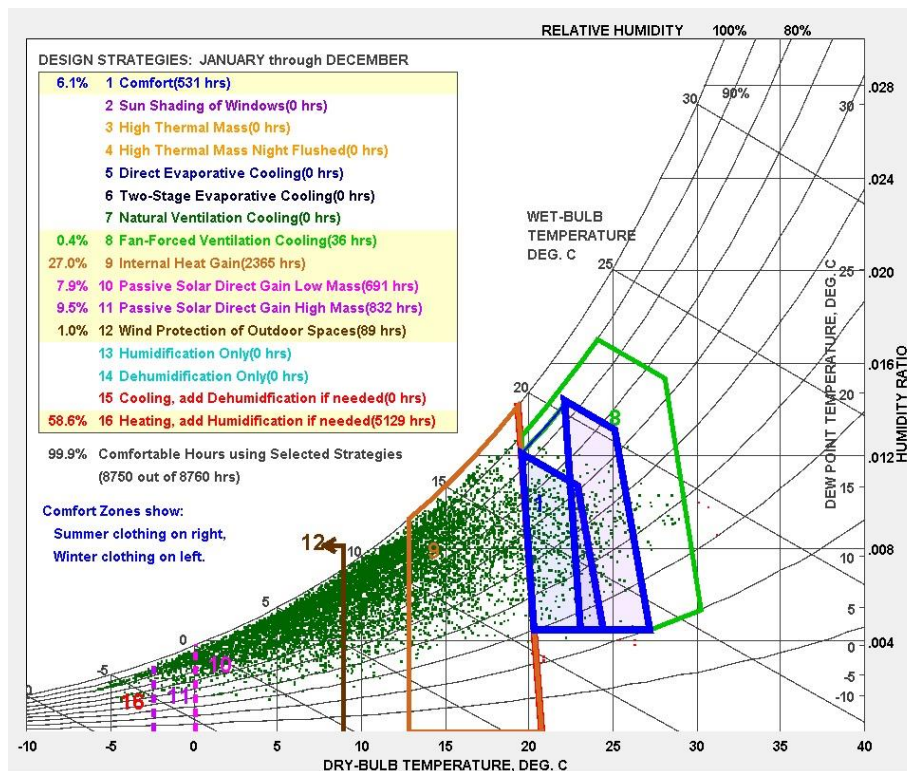 RELATIVE HUMIDITY 100% 80%
DESIGN STRATEGIES: JANUARY through DECEMBER
6.1% 1 Comfort(531 hrs)
2 Sun Shading of Windows(0 hrs)
3 High Thermal Mass(0 hrs)
4 High Thermal Mass Night Flushed(0 hrs)
5 Direct Evaporative Cooling(0 hrs)
6 Two-Stage Evaporative Cooling(0 hrs)
7 Natural Ventilation Cooling(0 hrs)
0.4% 8 Fan-Forced Ventilation Cooling(36 hrs)
27.0% 9 Internal Heat Gain(2365 hrs)
7.9% 10 Passive Solar Direct Gain Low Mass(691 hrs)
9.5% 11 Passive Solar Direct Gain High Mass(832 hrs)
1.0% 12 Wind Protection of Outdoor Spaces(89 hrs)
13 Humidification Only(0 hrs)
14 Dehumidification Only(0 hrs)
15 Cooling, add Dehumidfication if needed(0 hrs)
58.6% 16 Heating, add Humidification if needed(5129 hrs)
99.9% Comfortable Hours using Selected Strategies
(8750 out of 8760 hrs)
Comfort Zones show:
Summer clothing on right,
Winter clothing on left.
90%
30
30
WET-BULB
TEMPERATURE
DEG. C
25
25
20
20
15
15
10
10
5
5
0
0
-5
-5
-10
8
1
9
12
10
11
16
.028
.024
.020
.016
.012
.008
.004
DEW POINT TEMPERATURE, DEG. C
HUMIDITY RATIO
-10 -5 0 5 10 15 20 25 30 35 40
DRY-BULB TEMPERATURE, DEG. C